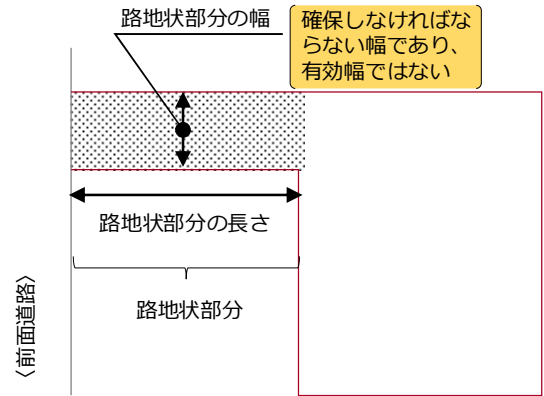 路地状部分の幅
確保しなければな
らない幅であり、
有効幅ではない
路地状部分の長さ
路地状部分
〈前面道路〉